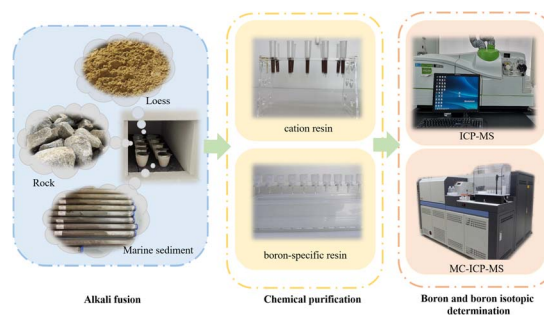 Loess
Rock
Marine sediment
Alkali fusion
cation resin
boron-specific resin
Chemical purification
ICP-MS
MC-ICP-MS
Boron and boron isotopic
determination